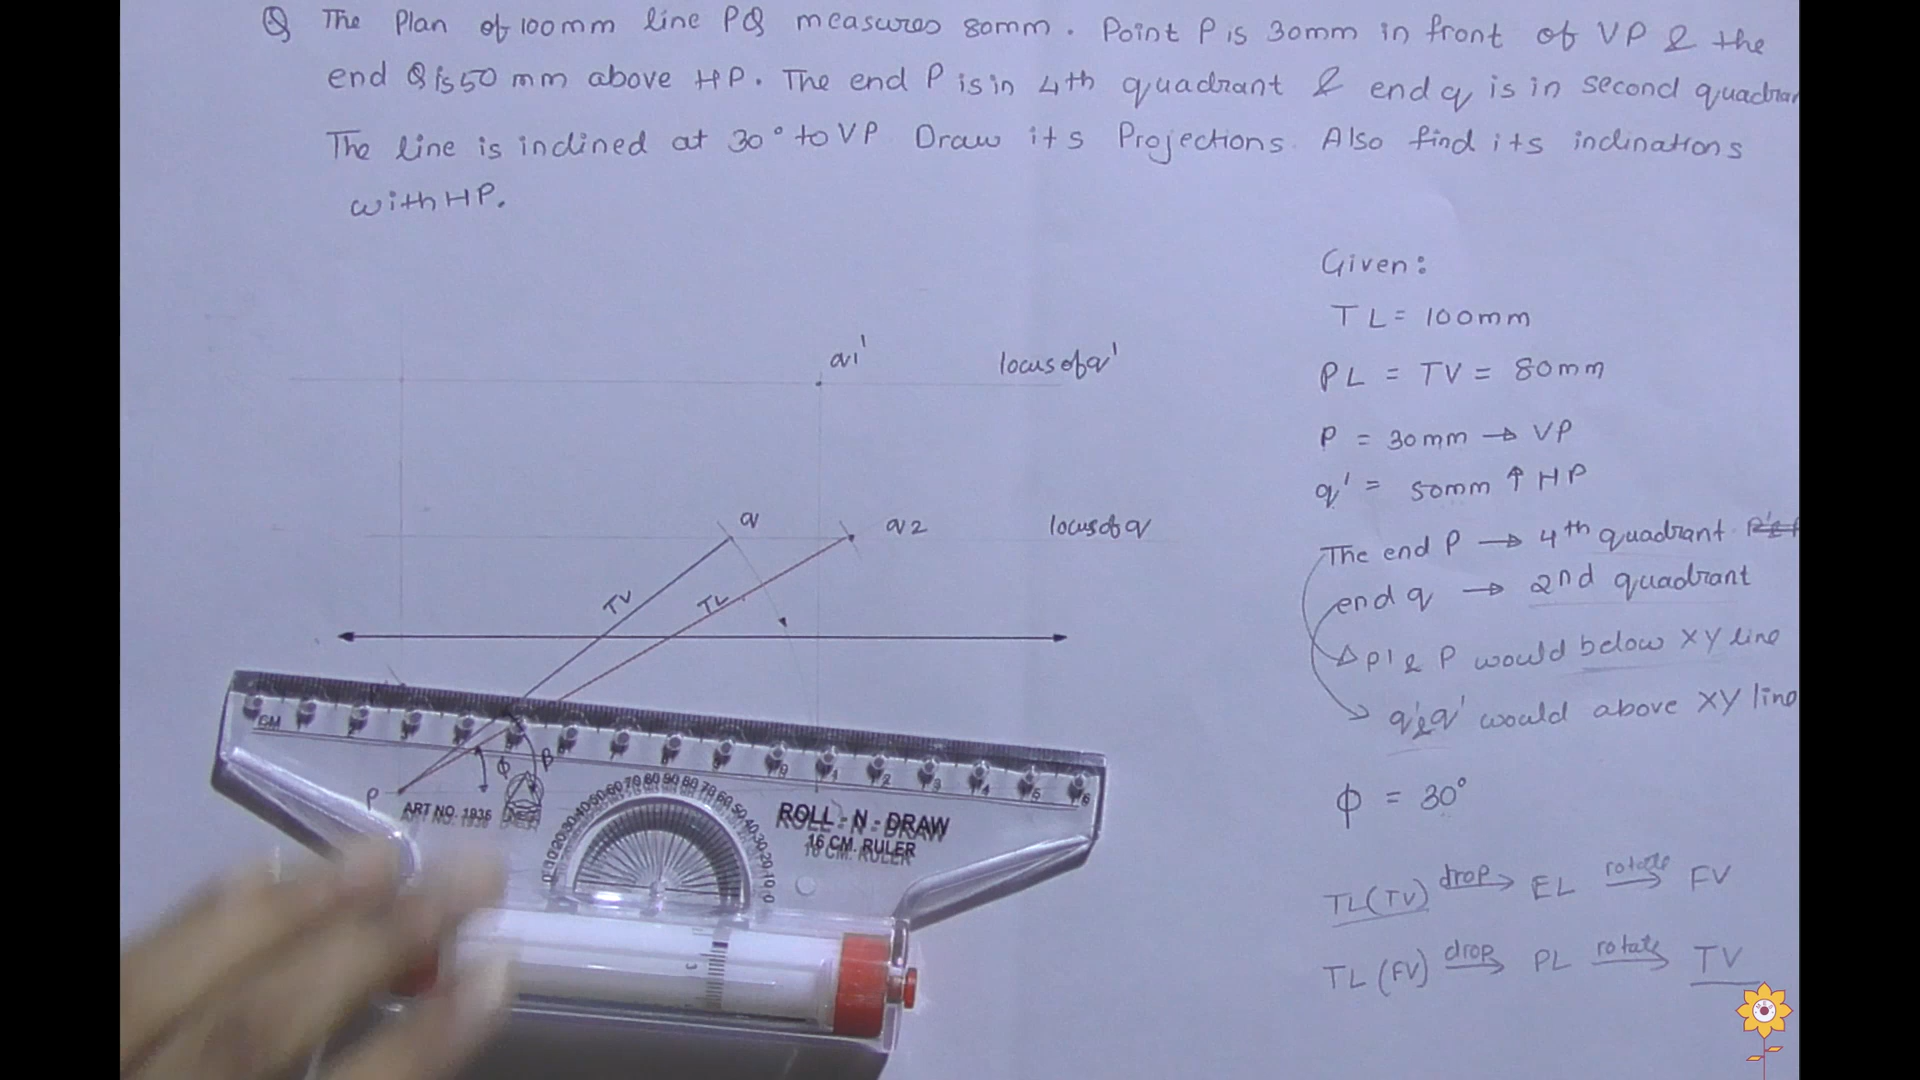 Q The Plan of 100mm line PQ measures 80mm. Point P is 30mm in front of VP & the
end Q is 50 mm above HP. The end P is in 4th quadrant & end q is in second
The line is inclined at 30° to VP Draw its Projections. Also find its inclinations
with HP.
Given:
TL = 100mm
PL = TV = 80mm
P = 30mm → VP
q' = 50mm ↑ HP
The end P → 4th quadrant
end q → 2nd quadrant
p' & P would below XY line
q & q' would above XY line
ϕ = 30°
TL(TV) drop→ EL rotate→ FV
TL(FV) drop→ PL rotate→ TV
q1' locus of q'
q q2 locus of q
TV TL
P ϕ β
CM
ART NO. 1936
OMEGA
ROLL - N - DRAW
16 CM. RULER